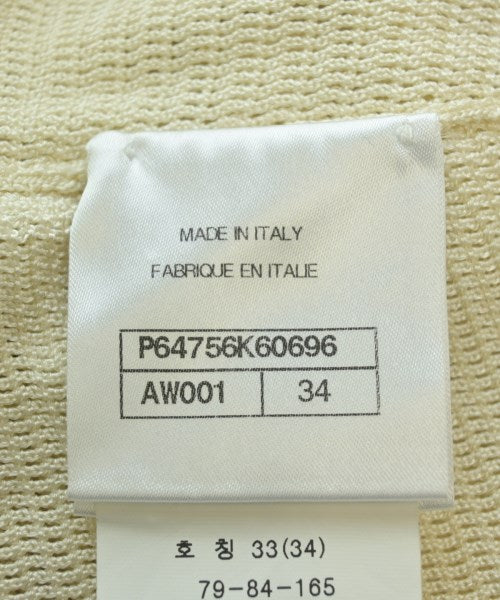 MADE IN ITALY
FABRIQUE EN ITALIE
P64756K60696
AW001 34
호 칭 33(34)
79-84-165